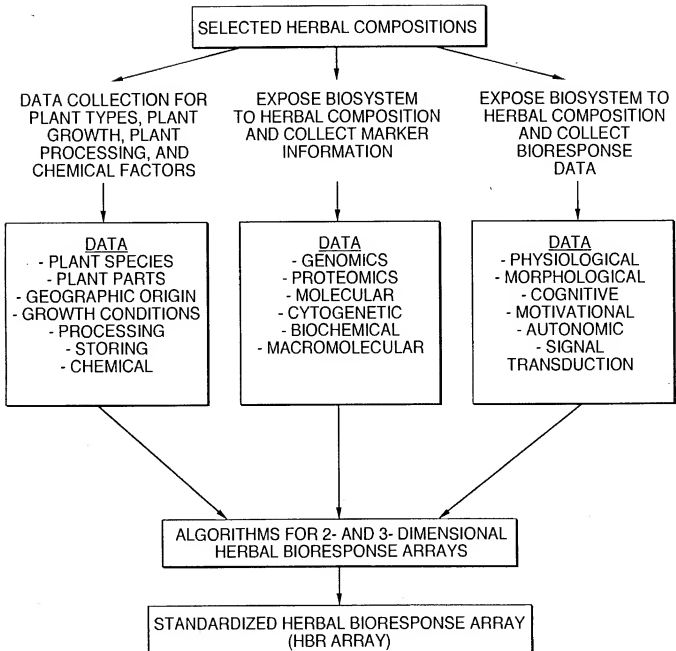 SELECTED HERBAL COMPOSITIONS
DATA COLLECTION FOR
PLANT TYPES, PLANT
GROWTH, PLANT
PROCESSING, AND
CHEMICAL FACTORS
EXPOSE BIOSYSTEM
TO HERBAL COMPOSITION
AND COLLECT MARKER
INFORMATION
EXPOSE BIOSYSTEM TO
HERBAL COMPOSITION
AND COLLECT
BIORESPONSE
DATA
DATA
- PLANT SPECIES
- PLANT PARTS
- GEOGRAPHIC ORIGIN
- GROWTH CONDITIONS
- PROCESSING
- STORING
- CHEMICAL
DATA
- GENOMICS
- PROTEOMICS
- MOLECULAR
- CYTOGENETIC
- BIOCHEMICAL
- MACROMOLECULAR
DATA
- PHYSIOLOGICAL
- MORPHOLOGICAL
- COGNITIVE
- MOTIVATIONAL
- AUTONOMIC
- SIGNAL
TRANSDUCTION
ALGORITHMS FOR 2- AND 3- DIMENSIONAL
HERBAL BIORESPONSE ARRAYS
STANDARDIZED HERBAL BIORESPONSE ARRAY
(HBR ARRAY)